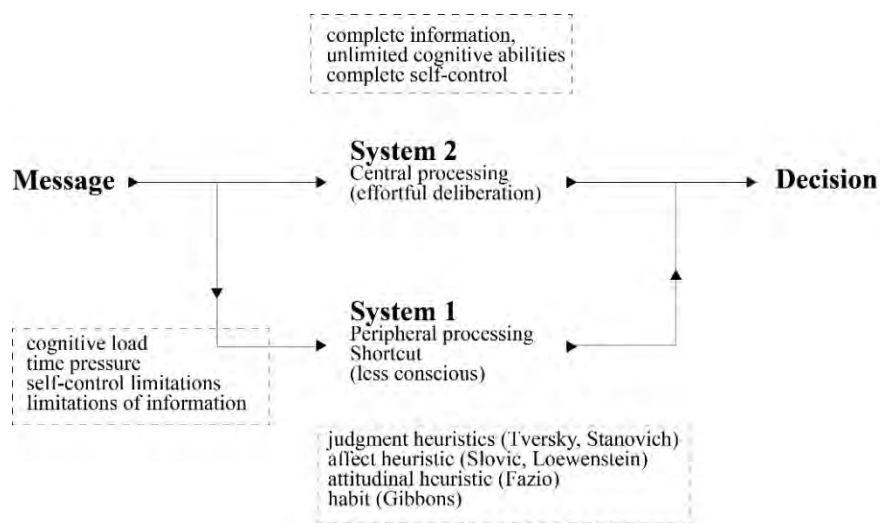 complete information,
unlimited cognitive abilities
complete self-control
System 2
Message
Central processing
(effortful deliberation)
Decision
System 1
Peripheral processing
Shortcut
(less conscious)
cognitive load
time pressure
self-control limitations
limitations of information
judgment heuristics (Tversky, Stanovich)
affect heuristic (Slovic, Loewenstein)
attitudinal heuristic (Fazio)
habit (Gibbons)